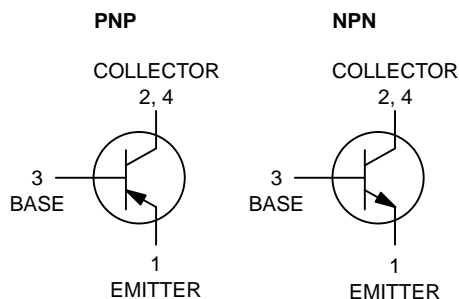 PNP
COLLECTOR
2, 4
3
BASE
1
EMITTER
NPN
COLLECTOR
2, 4
3
BASE
1
EMITTER